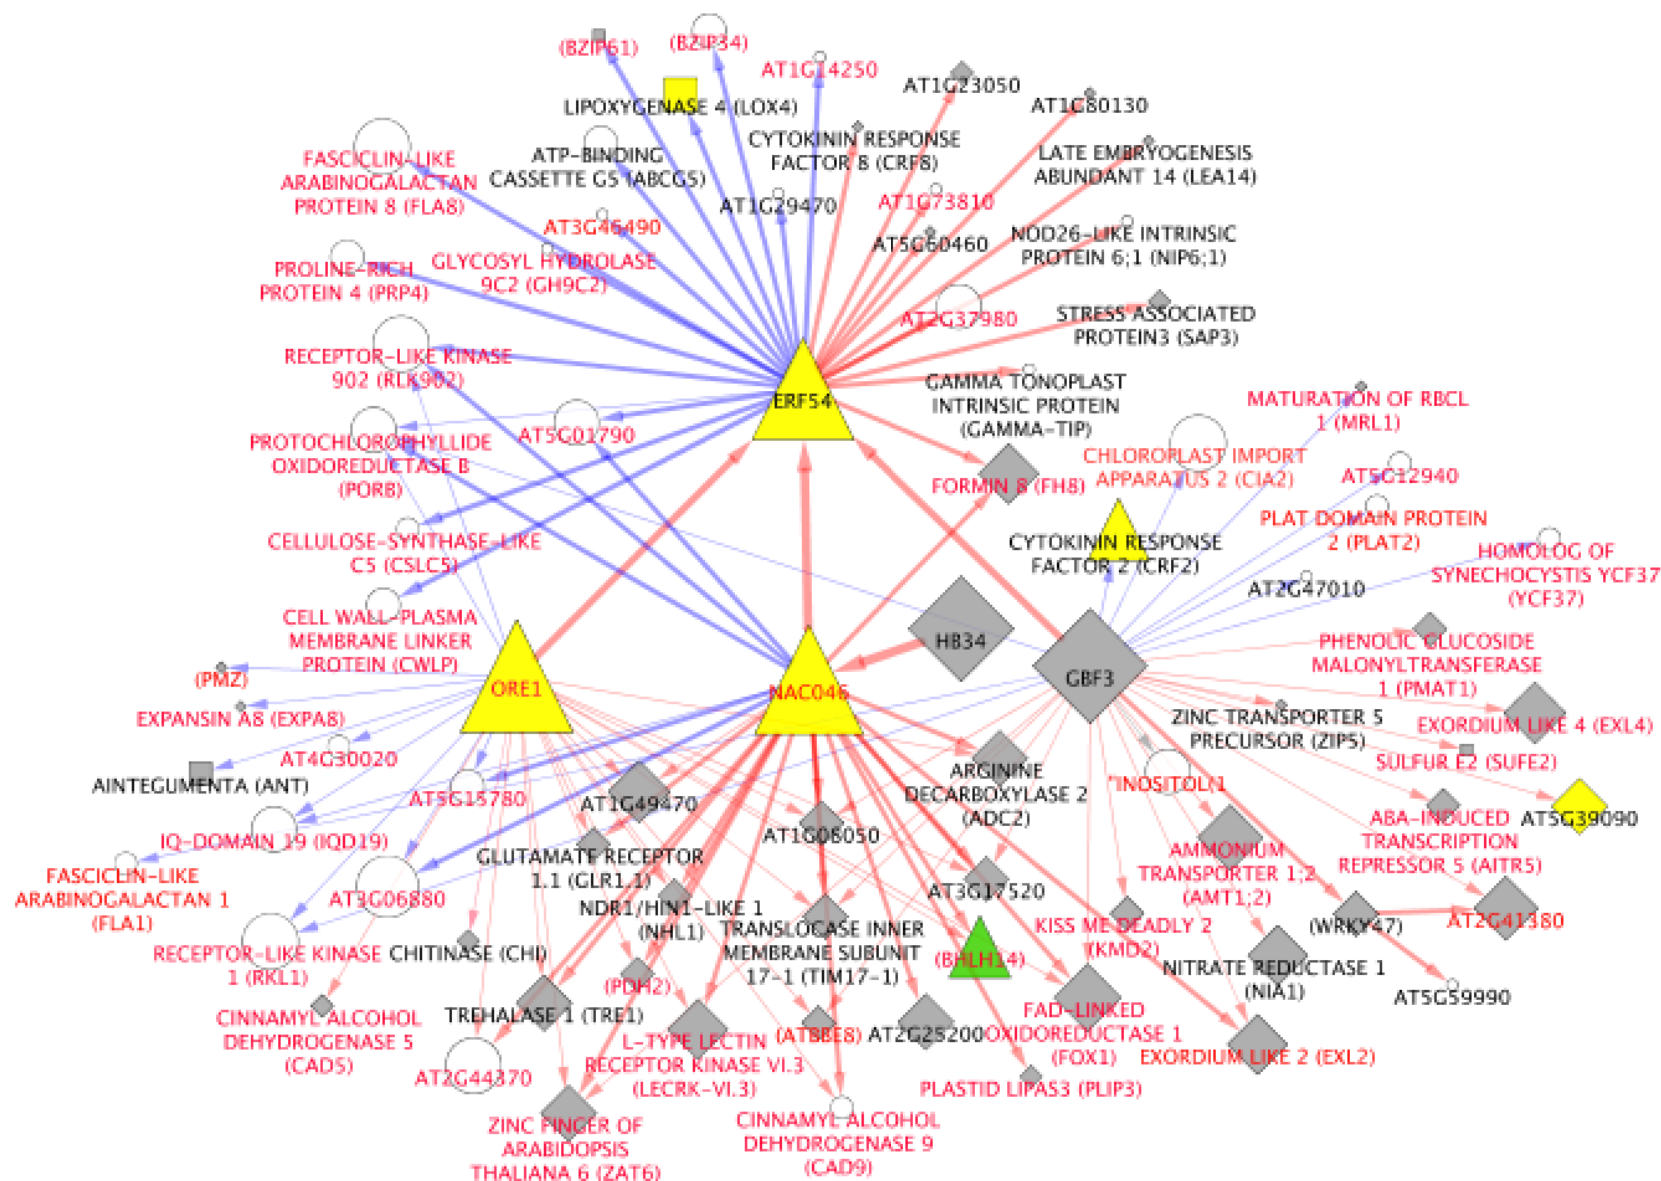 (BZIP61)
(BZIP34)
AT1G14250
AT1G23050
AT1G80130
LIPOXYGENASE 4 (LOX4)
CYTOKININ RESPONSE
FACTOR 8 (CRF8)
LATE EMBRYOGENESIS
ABUNDANT 14 (LEA14)
FASCICLIN-LIKE
ARABINOGALACTAN
PROTEIN 8 (FLA8)
ATP-BINDING
CASSETTE G5 (ABCG5)
AT1G29470
AT1G73810
AT3G46490
AT5G60460
NOD26-LIKE INTRINSIC
PROTEIN 6;1 (NIP6;1)
PROLINE-RICH
PROTEIN 4 (PRP4)
GLYCOSYL HYDROLASE
9C2 (GH9C2)
AT2G37980
STRESS ASSOCIATED
PROTEIN3 (SAP3)
RECEPTOR-LIKE KINASE
902 (RLK902)
ERF54
GAMMA TONOPLAST
INTRINSIC PROTEIN
(GAMMA-TIP)
MATURATION OF RBCL
1 (MRL1)
PROTOCHLOROPHYLLIDE
OXIDOREDUCTASE B
(PORB)
AT5G01790
FORMIN 8 (FH8)
CHLOROPLAST IMPORT
APPARATUS 2 (CIA2)
AT5G12940
PLAT DOMAIN PROTEIN
2 (PLAT2)
CELLULOSE-SYNTHASE-LIKE
C5 (CSLC5)
CYTOKININ RESPONSE
FACTOR 2 (CRF2)
HOMOLOG OF
SYNECHOCYSTIS YCF37
(YCF37)
AT2G47010
CELL WALL-PLASMA
MEMBRANE LINKER
PROTEIN (CWLP)
HB34
GBF3
PHENOLIC GLUCOSIDE
MALONYLTRANSFERASE
1 (PMAT1)
(PMZ)
ORE1
NAC046
EXPANSIN A8 (EXPA8)
ZINC TRANSPORTER 5
PRECURSOR (ZIP5)
EXORDIUM LIKE 4 (EXL4)
AT4G30020
SULFUR E2 (SUFE2)
AINTEGUMENTA (ANT)
AT5G15780
AT1G49470
ARGININE
DECARBOXYLASE 2
(ADC2)
"INOSITOL(1
AT1G08050
AT5G39090
IQ-DOMAIN 19 (IQD19)
ABA-INDUCED
TRANSCRIPTION
REPRESSOR 5 (AITR5)
GLUTAMATE RECEPTOR
1.1 (GLR1.1)
AMMONIUM
TRANSPORTER 1;2
(AMT1;2)
FASCICLIN-LIKE
ARABINOGALACTAN 1
(FLA1)
AT3G06880
AT3G17520
NDR1/HIN1-LIKE 1
(NHL1)
TRANSLOCASE INNER
MEMBRANE SUBUNIT
17-1 (TIM17-1)
KISS ME DEADLY 2
(KMD2)
(WRKY47)
AT2G41380
RECEPTOR-LIKE KINASE
1 (RKL1)
CHITINASE (CHI)
(BHLH14)
NITRATE REDUCTASE 1
(NIA1)
(PDH2)
AT5G59990
CINNAMYL ALCOHOL
DEHYDROGENASE 5
(CAD5)
TREHALASE 1 (TRE1)
L-TYPE LECTIN
RECEPTOR KINASE VI.3
(LECRK-VI.3)
(ATBBE8)
AT2G25200
FAD-LINKED
OXIDOREDUCTASE 1
(FOX1)
EXORDIUM LIKE 2 (EXL2)
AT2G44370
PLASTID LIPAS3 (PLIP3)
ZINC FINGER OF
ARABIDOPSIS
THALIANA 6 (ZAT6)
CINNAMYL ALCOHOL
DEHYDROGENASE 9
(CAD9)